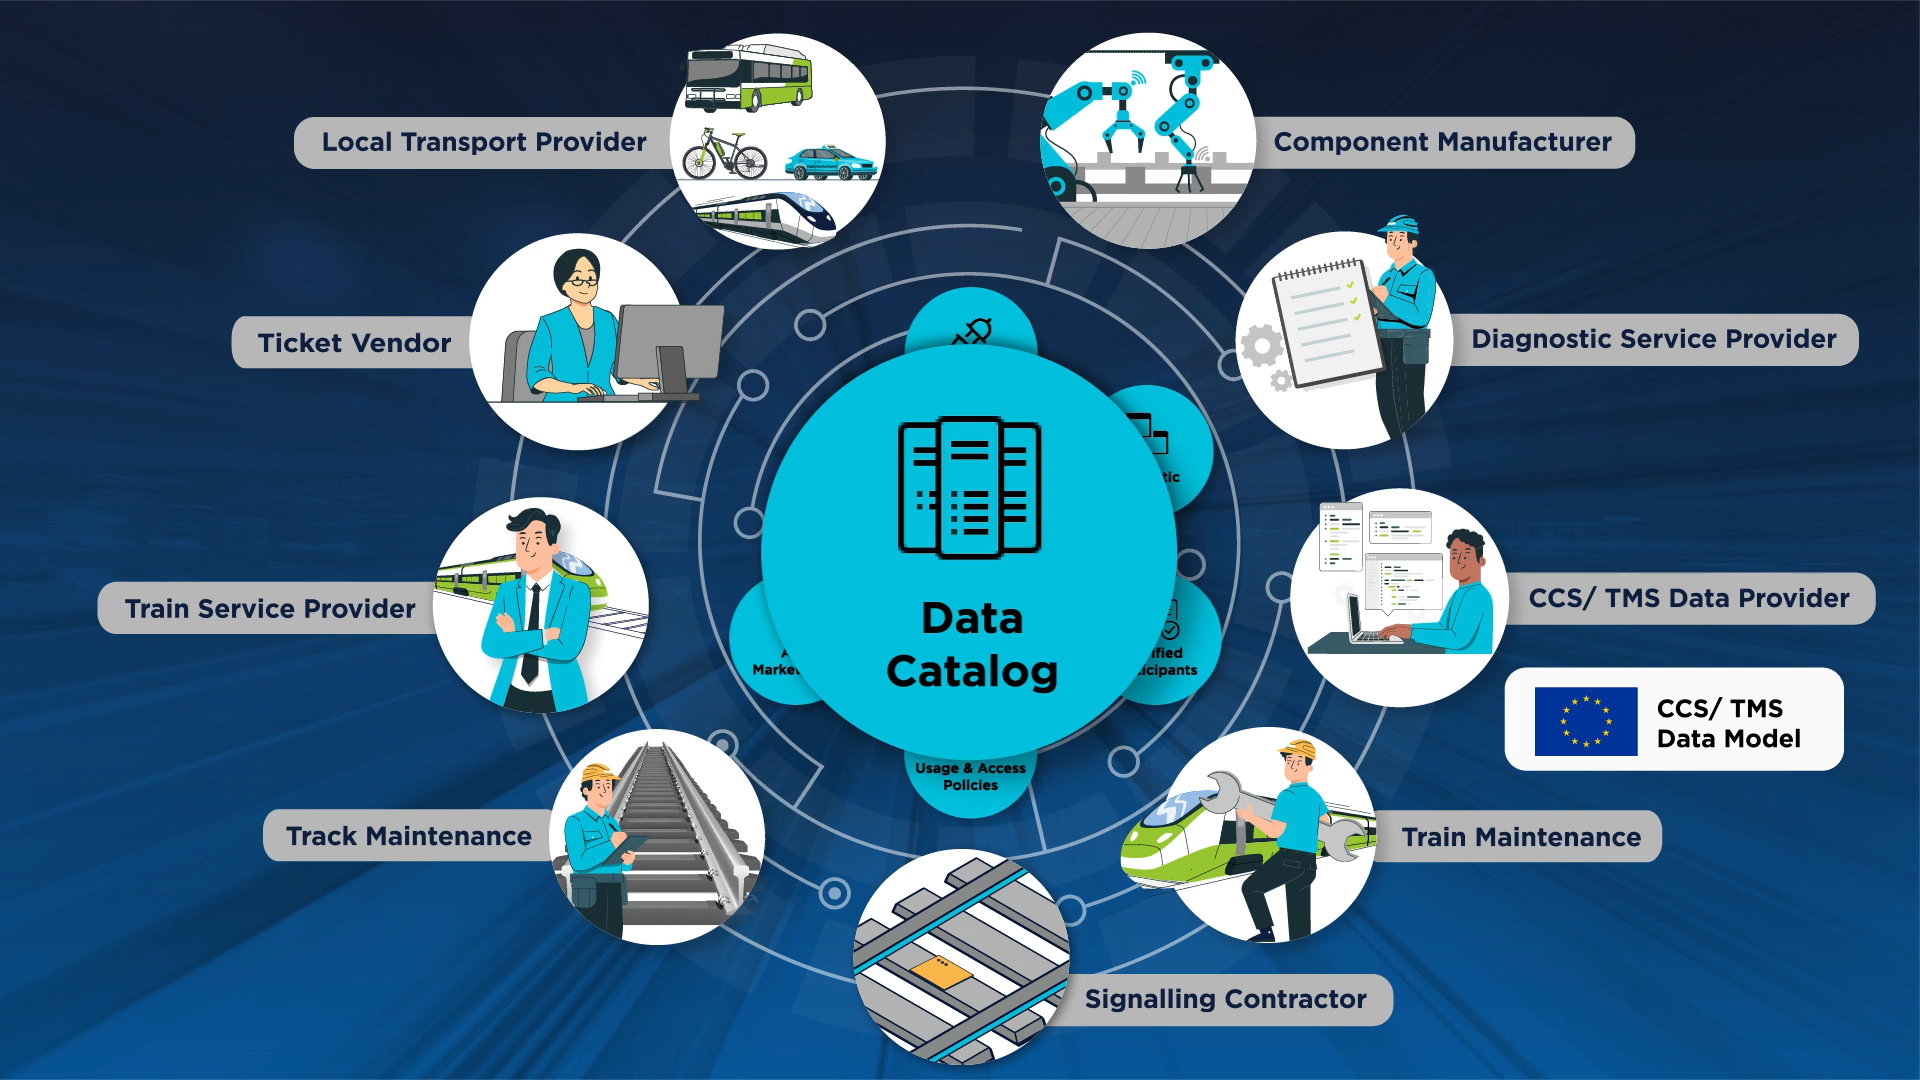 Local Transport Provider
Component Manufacturer
Ticket Vendor
Diagnostic Service Provider
Data
Catalog
Train Service Provider
CCS/ TMS Data Provider
CCS/ TMS
Data Model
Usage & Access
Policies
Track Maintenance
Train Maintenance
Signalling Contractor